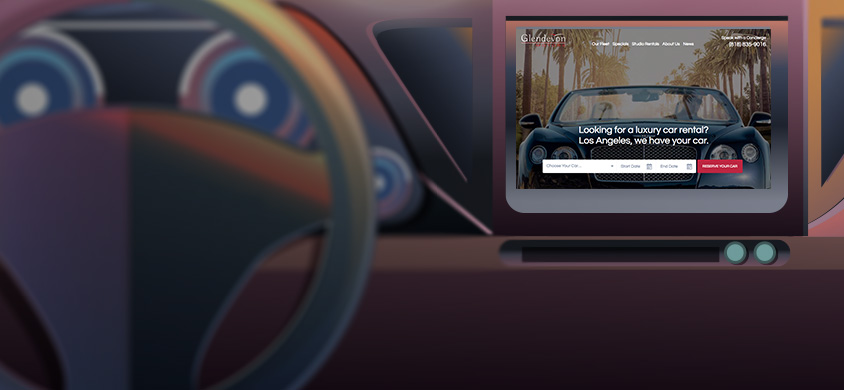 Glendevon
Our Fleet Specials Studio Rentals About Us News
Speak with a Concierge
(818) 835-9016
Looking for a luxury car rental?
Los Angeles, we have your car.
Choose Your Car...
Start Date
End Date
RESERVE YOUR CAR